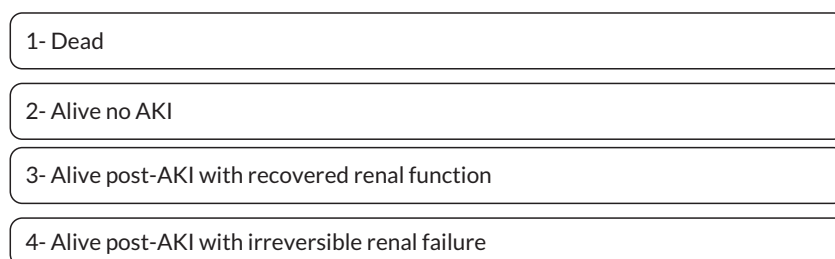 1- Dead
2- Alive no AKI
3- Alive post-AKI with recovered renal function
4- Alive post-AKI with irreversible renal failure